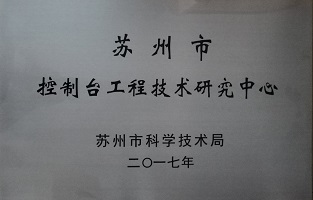 苏州市
控制台工程技术研究中心
苏州市科学技术局
二〇一七年